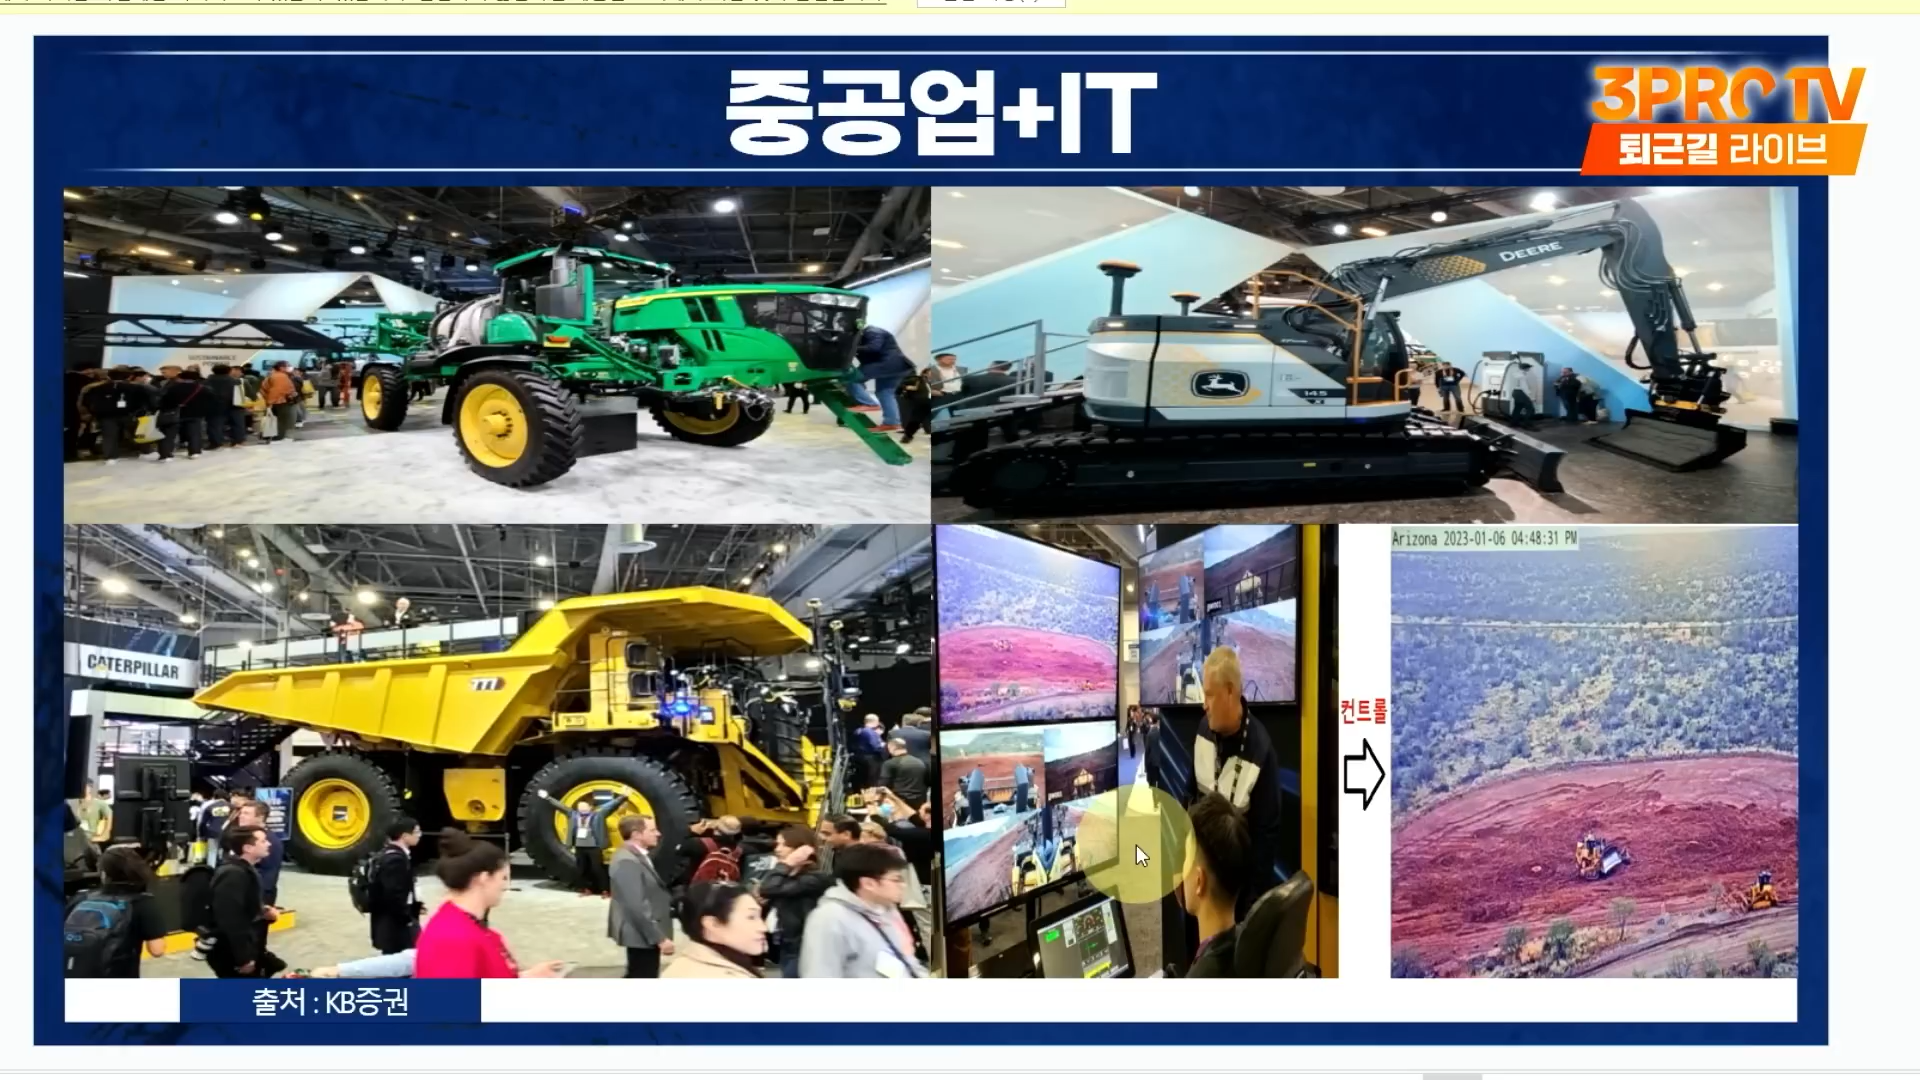 중공업+IT
3PRO TV
퇴근길 라이브
DEERE
145
CATERPILLAR
777
Arizona 2023-01-06 04:48:31 PM
컨트롤
출처 : KB증권